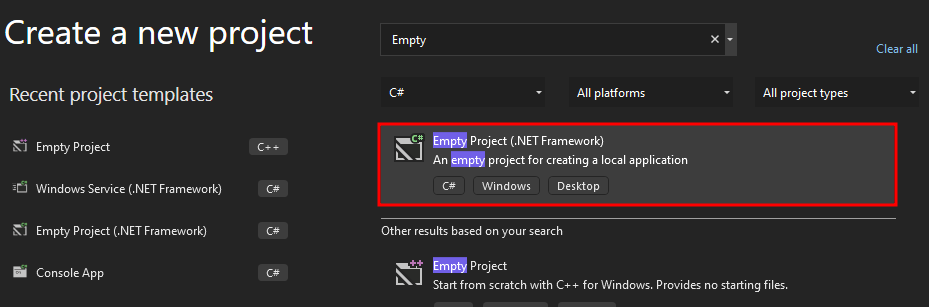 Create a new project
Empty
Clear all
Recent project templates
C#
All platforms
All project types
Empty Project
C++
Windows Service (.NET Framework)
C#
Empty Project (.NET Framework)
C#
Console App
C#
C#
Empty Project (.NET Framework)
An empty project for creating a local application
C#
Windows
Desktop
Other results based on your search
++
Empty Project
Start from scratch with C++ for Windows. Provides no starting files.